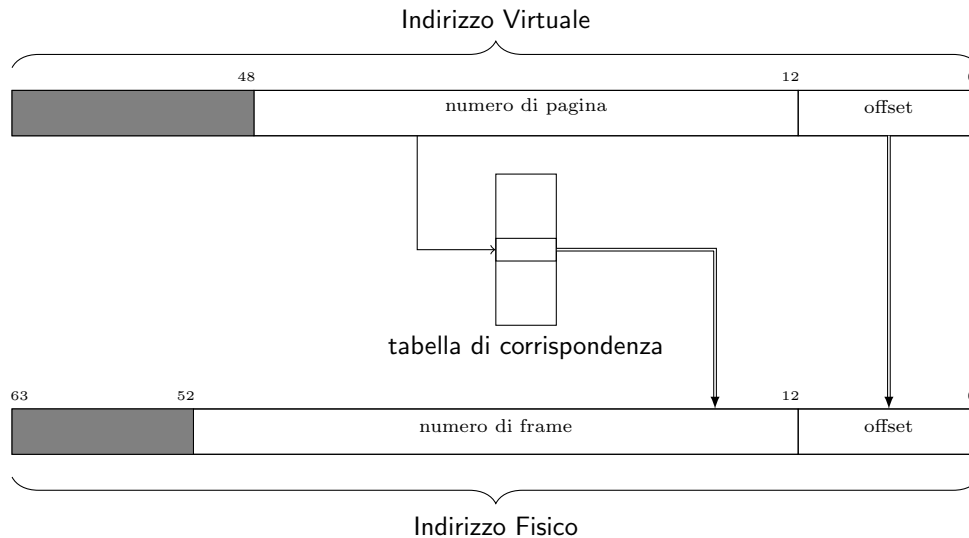 Indirizzo Virtuale
48 12
numero di pagina offset
tabella di corrispondenza
63 52 12
numero di frame offset
Indirizzo Fisico